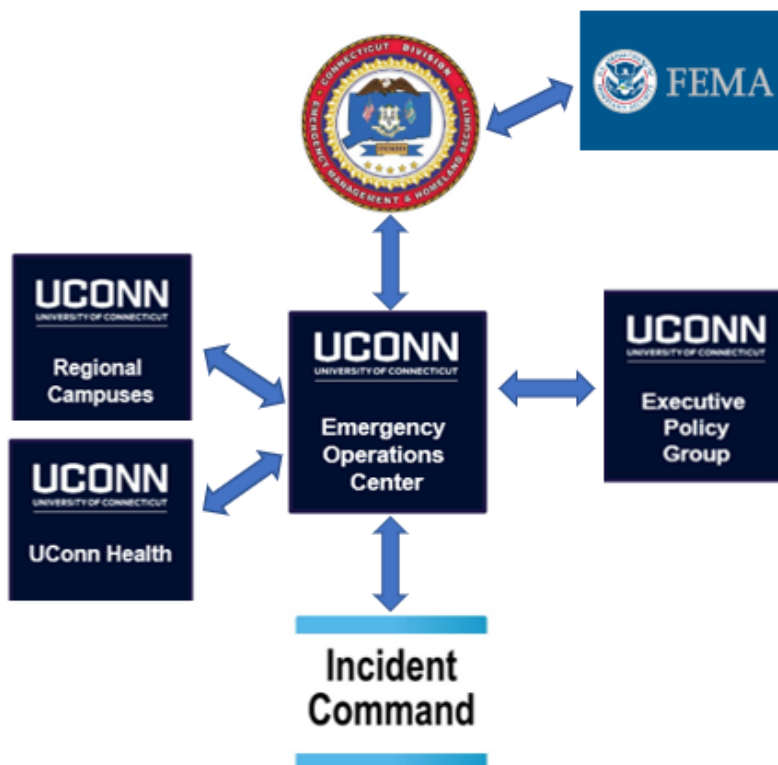 CONNECTICUT DIVISION
EMERGENCY MANAGEMENT & HOMELAND SECURITY
FEMA
UCONN
UNIVERSITY OF CONNECTICUT
Regional
Campuses
UCONN
UNIVERSITY OF CONNECTICUT
Emergency
Operations
Center
UCONN
UNIVERSITY OF CONNECTICUT
Executive
Policy
Group
UCONN
UNIVERSITY OF CONNECTICUT
UConn Health
Incident
Command